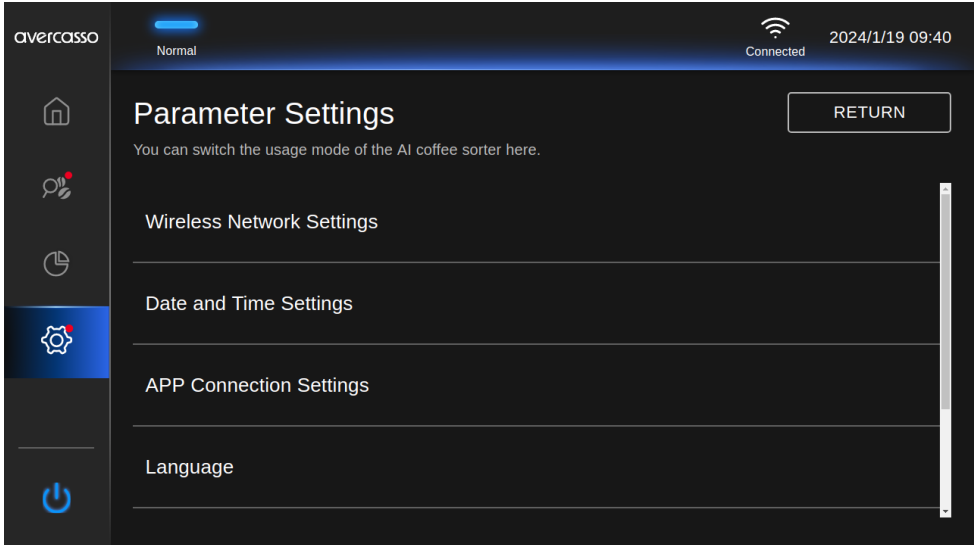 avercasso
Normal
Connected
2024/1/19 09:40
Parameter Settings
RETURN
You can switch the usage mode of the AI coffee sorter here.
Wireless Network Settings
Date and Time Settings
APP Connection Settings
Language